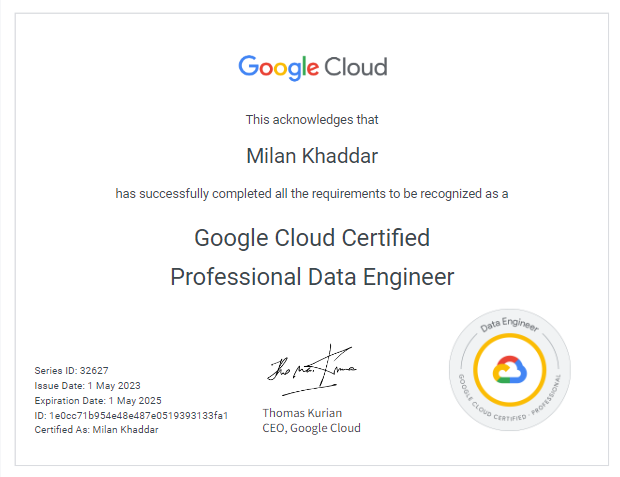 Google Cloud
This acknowledges that
Milan Khaddar
has successfully completed all the requirements to be recognized as a
Google Cloud Certified
Professional Data Engineer
Series ID: 32627
Issue Date: 1 May 2023
Expiration Date: 1 May 2025
ID: 1e0cc71b954e48e487e0519393133fa1
Certified As: Milan Khaddar
Thomas Kurian
CEO, Google Cloud
Data Engineer
GOOGLE CLOUD CERTIFIED · PROFESSIONAL